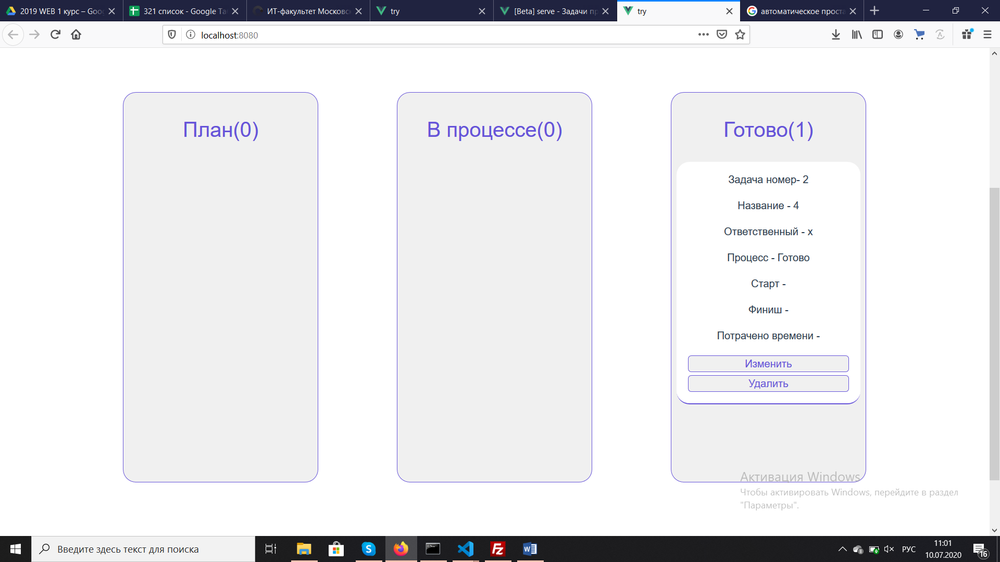 2019 WEB 1 курс – Goo
321 список - Google Та
ИТ-факультет Московс
try
[Beta] serve - Задачи п
try
автоматическое проста
localhost:8080
План(0)
В процессе(0)
Готово(1)
Задача номер- 2
Название - 4
Ответственный - х
Процесс - Готово
Старт -
Финиш -
Потрачено времени -
Изменить
Удалить
Активация Windows
Чтобы активировать Windows, перейдите в раздел
"Параметры".
Введите здесь текст для поиска
РУС
11:01
10.07.2020
16